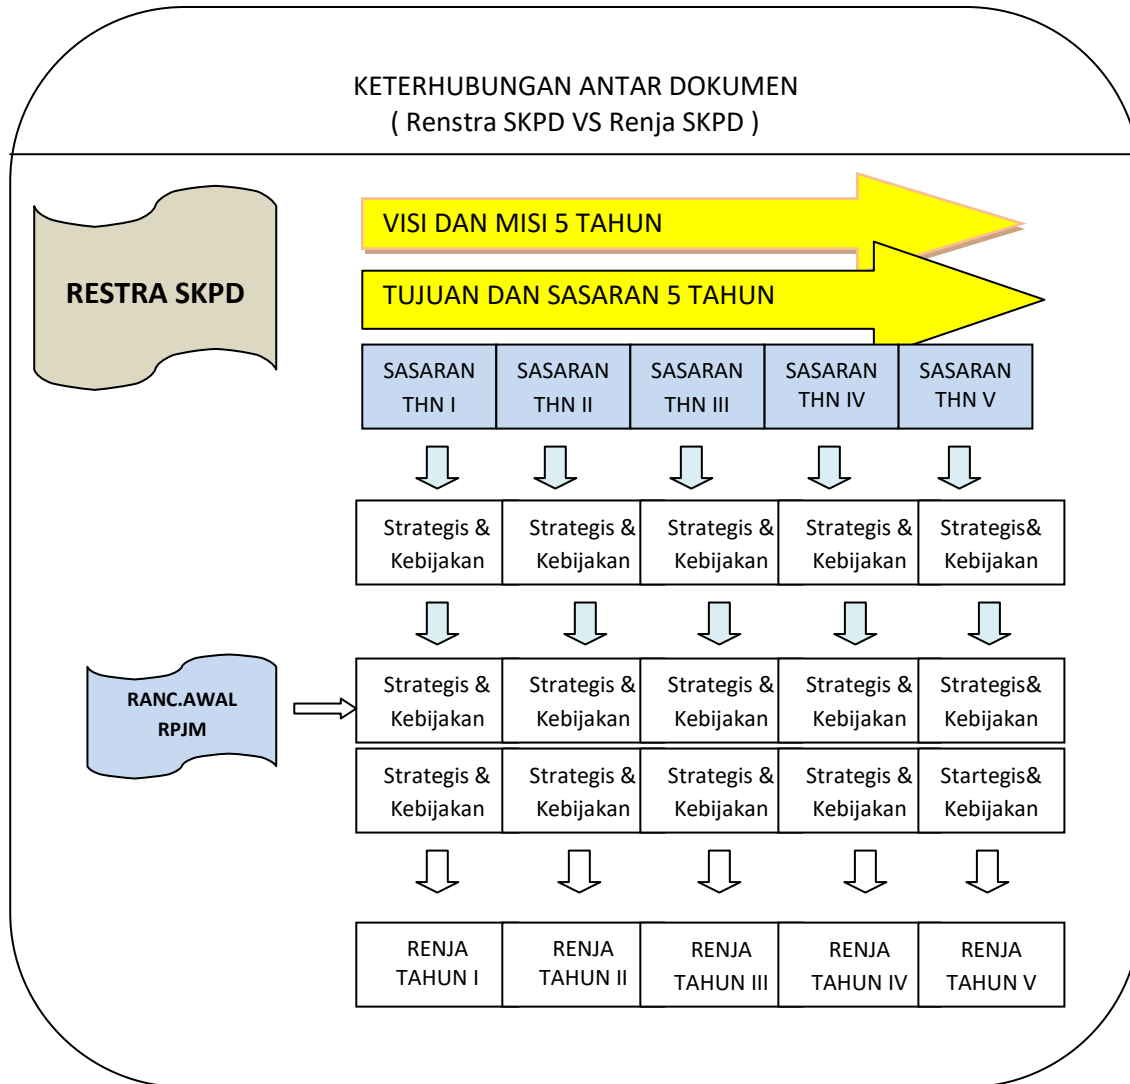 KETERHUBUNGAN ANTAR DOKUMEN
( Renstra SKPD VS Renja SKPD )
RESTRA SKPD
VISI DAN MISI 5 TAHUN
TUJUAN DAN SASARAN 5 TAHUN
SASARAN
THN I
SASARAN
THN II
SASARAN
THN III
SASARAN
THN IV
SASARAN
THN V
Strategis &
Kebijakan
Strategis &
Kebijakan
Strategis &
Kebijakan
Strategis &
Kebijakan
Strategis&
Kebijakan
RANC.AWAL
RPJM
Strategis &
Kebijakan
Strategis &
Kebijakan
Strategis &
Kebijakan
Strategis &
Kebijakan
Strategis&
Kebijakan
Strategis &
Kebijakan
Strategis &
Kebijakan
Strategis &
Kebijakan
Strategis &
Kebijakan
Startegis&
Kebijakan
RENJA
TAHUN I
RENJA
TAHUN II
RENJA
TAHUN III
RENJA
TAHUN IV
RENJA
TAHUN V